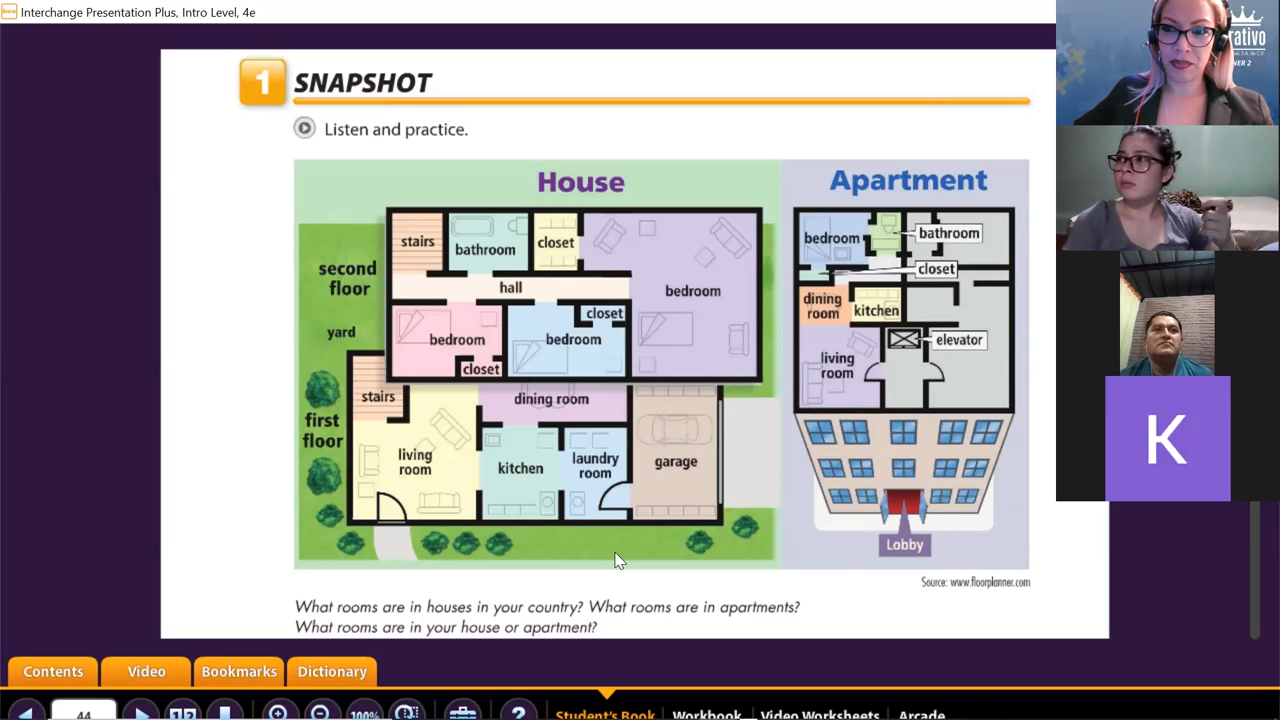 Interchange Presentation Plus, Intro Level, 4e
1 SNAPSHOT
Listen and practice.
House
stairs
bathroom
closet
second
floor
hall
bedroom
yard
bedroom
closet
bedroom
closet
stairs
dining room
first
floor
living
room
kitchen
laundry
room
garage
Apartment
bedroom
bathroom
closet
dining
room
kitchen
elevator
living
room
Lobby
Source: www.floorplanner.com
What rooms are in houses in your country? What rooms are in apartments?
What rooms are in your house or apartment?
rativo
K
Contents Video Bookmarks Dictionary
44
100%
?
Student's Book Workbook Video Worksheets Arcade